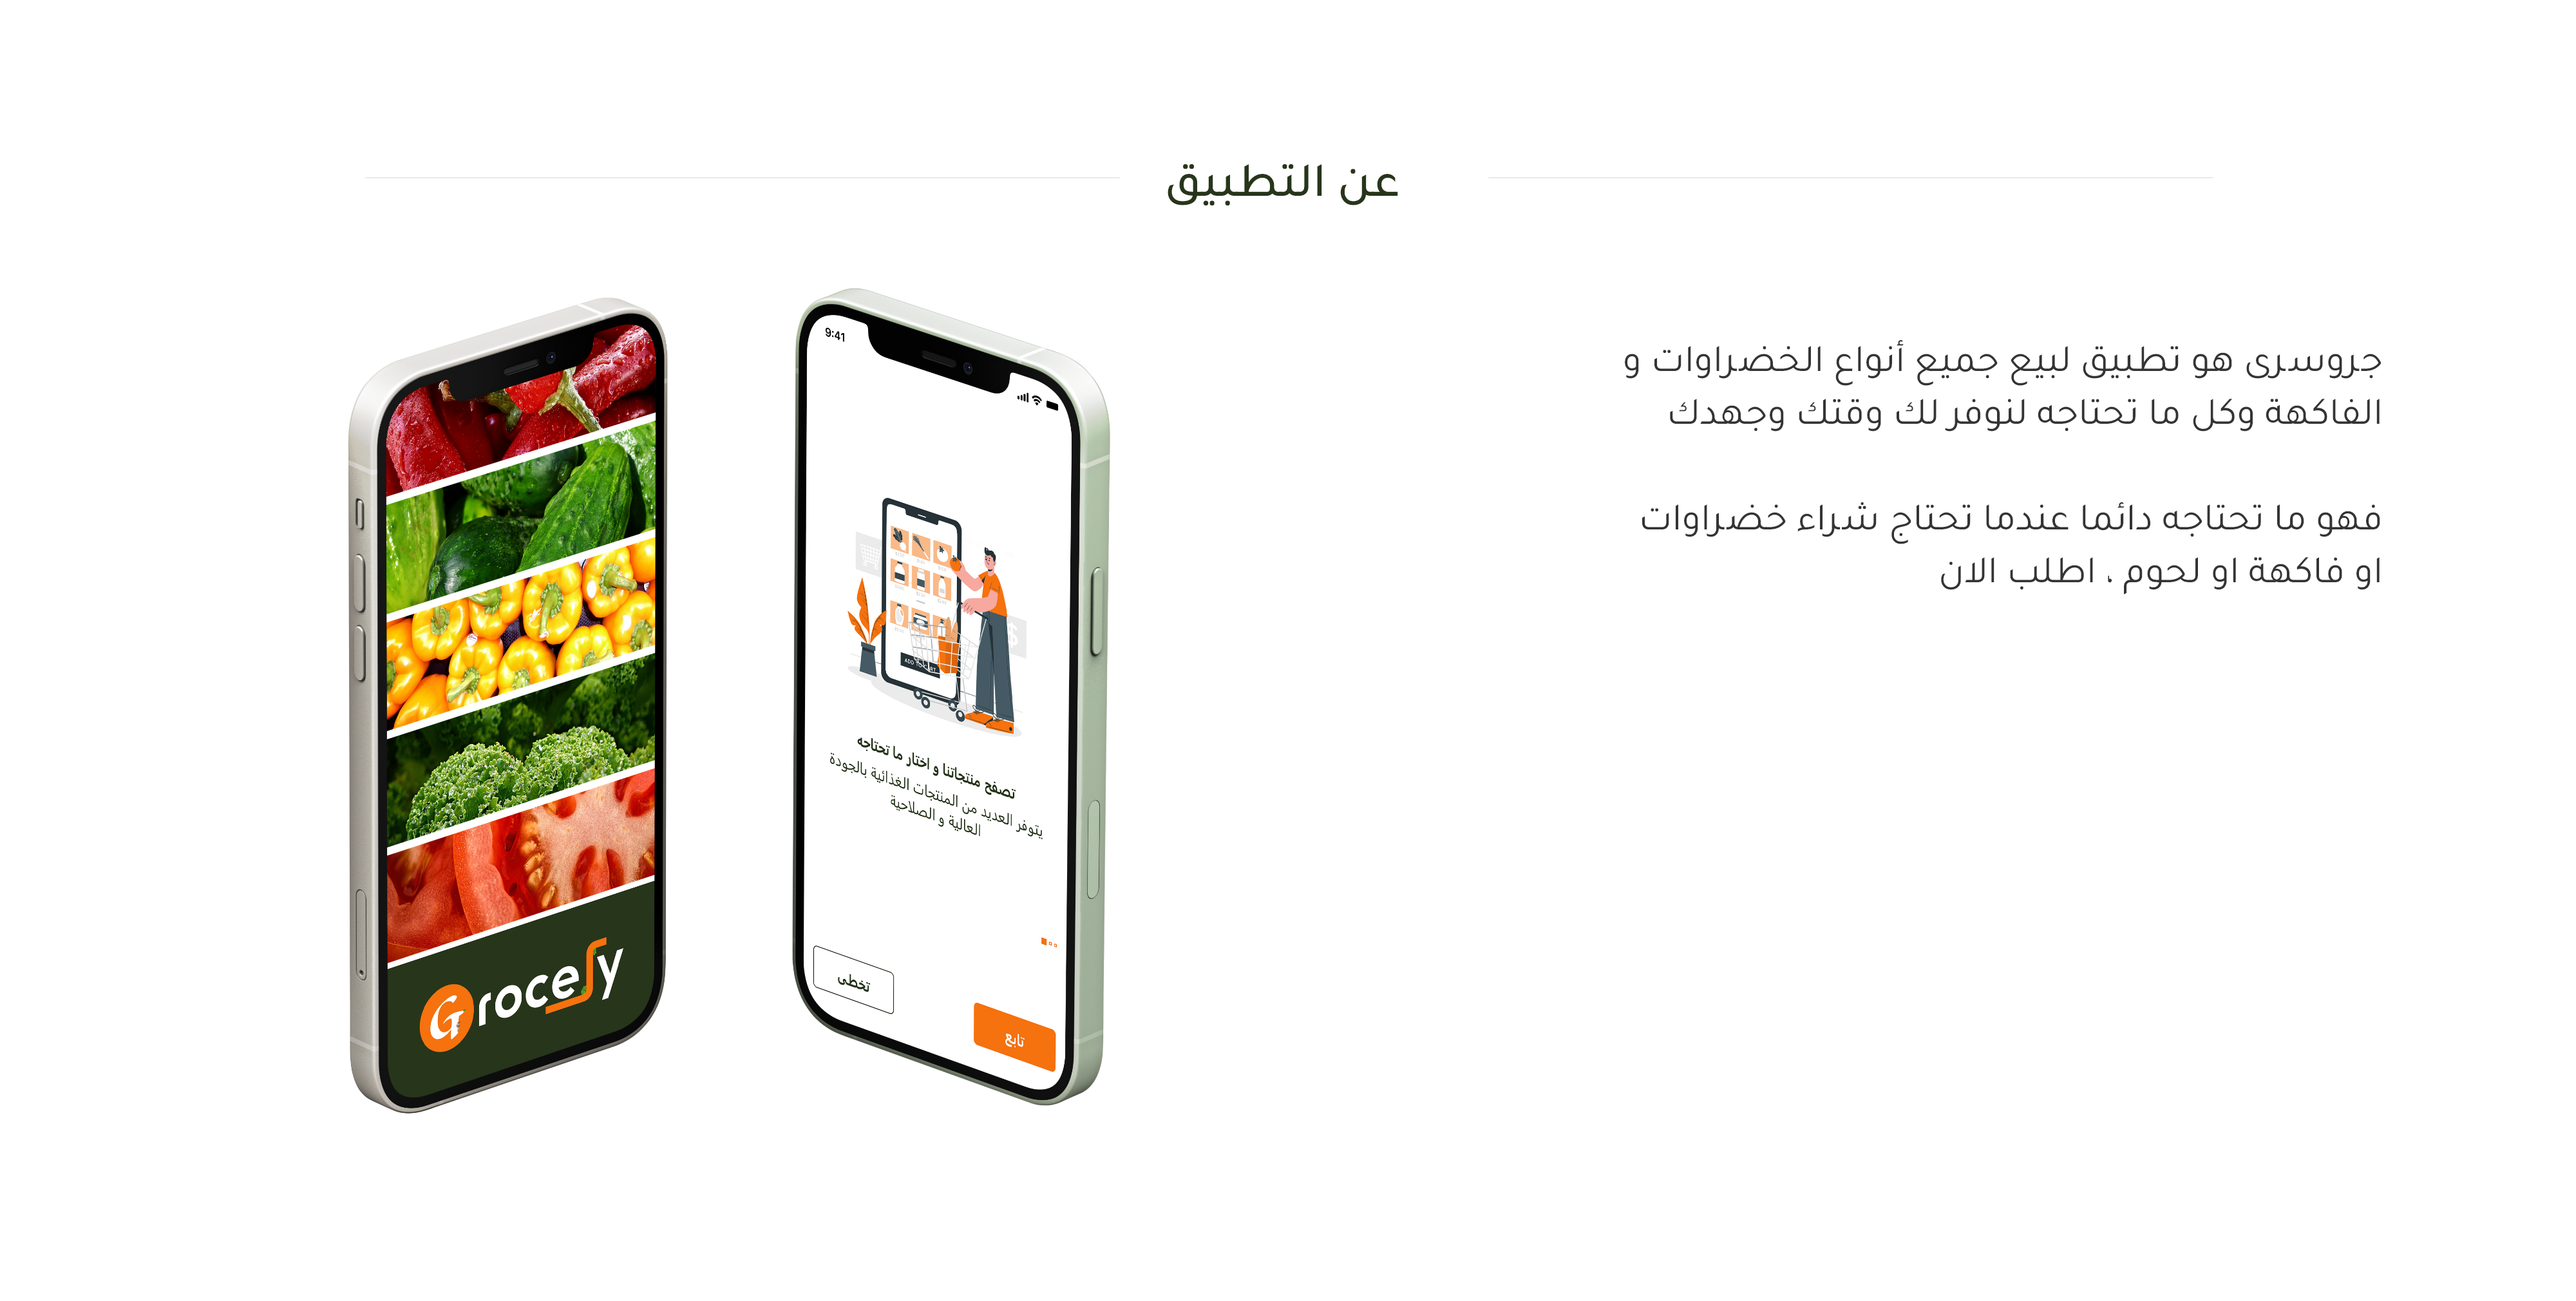 عن التطبيق
جروسرى هو تطبيق لبيع جميع أنواع الخضراوات و
الفاكهة وكل ما تحتاجه لنوفر لك وقتك وجهدك
فهو ما تحتاجه دائما عندما تحتاج شراء خضراوات
او فاكهة او لحوم ، اطلب الان
9:41
تصفح منتجاتنا و اختار ما تحتاجه
يتوفر العديد من المنتجات الغذائية بالجودة
العالية و الصلاحية
تخطى
تابع
Grocery